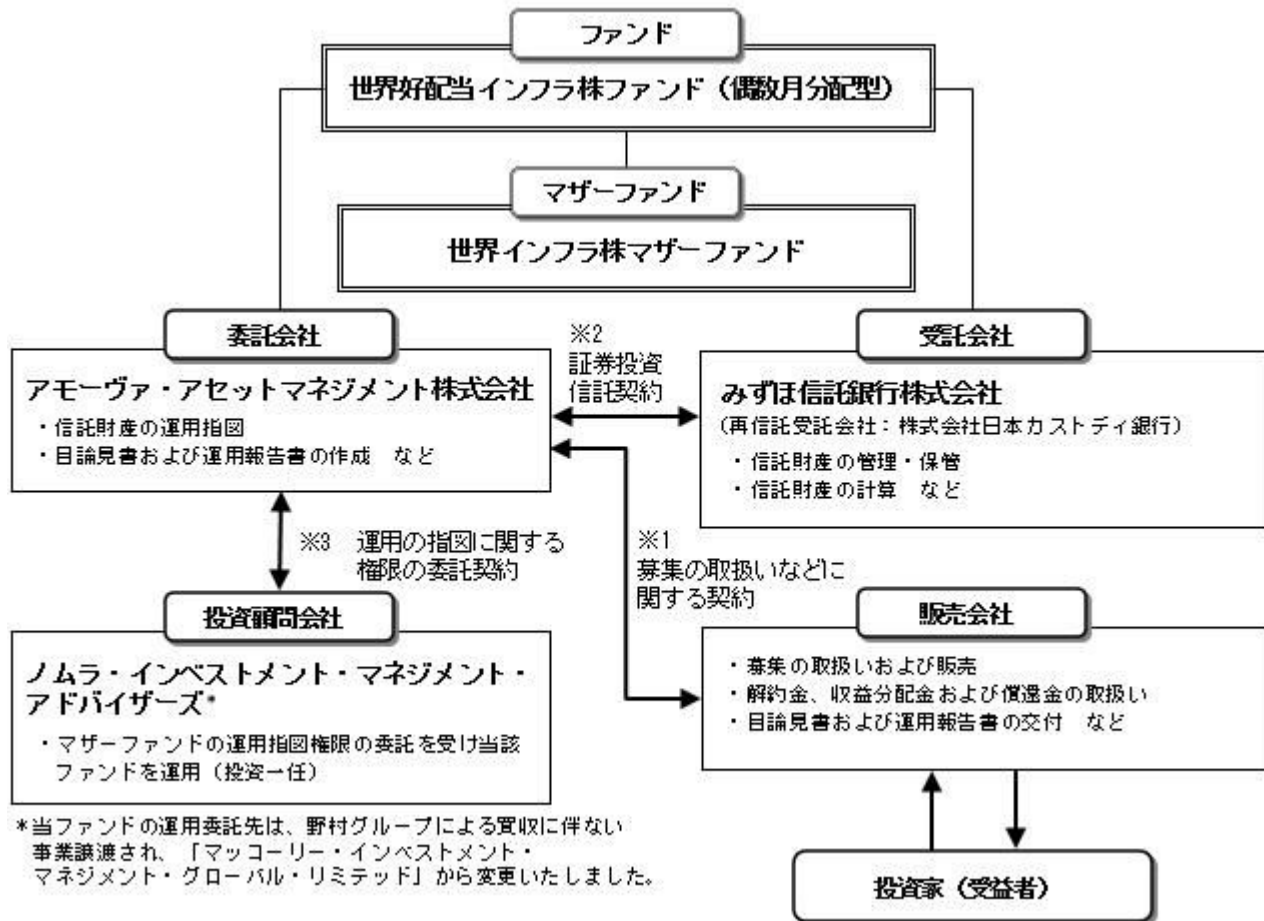 ファンド
世界好配当インフラ株ファンド（偶数月分配型）
マザーファンド
世界インフラ株マザーファンド
委託会社
アモーヴァ・アセットマネジメント株式会社
・信託財産の運用指図
・目論見書および運用報告書の作成　など
※2
証券投資
信託契約
受託会社
みずほ信託銀行株式会社
（再信託受託会社：株式会社日本カストディ銀行）
・信託財産の管理・保管
・信託財産の計算　など
※3　運用の指図に関する
権限の委託契約
※1
募集の取扱いなどに
関する契約
投資顧問会社
ノムラ・インベストメント・マネジメント・
アドバイザーズ*
・マザーファンドの運用指図権限の委託を受け当該
ファンドを運用（投資一任）
販売会社
・募集の取扱いおよび販売
・解約金、収益分配金および償還金の取扱い
・目論見書および運用報告書の交付　など
*当ファンドの運用委託先は、野村グループによる買収に伴ない
事業譲渡され、「マッコーリー・インベストメント・
マネジメント・グローバル・リミテッド」から変更いたしました。
投資家（受益者）